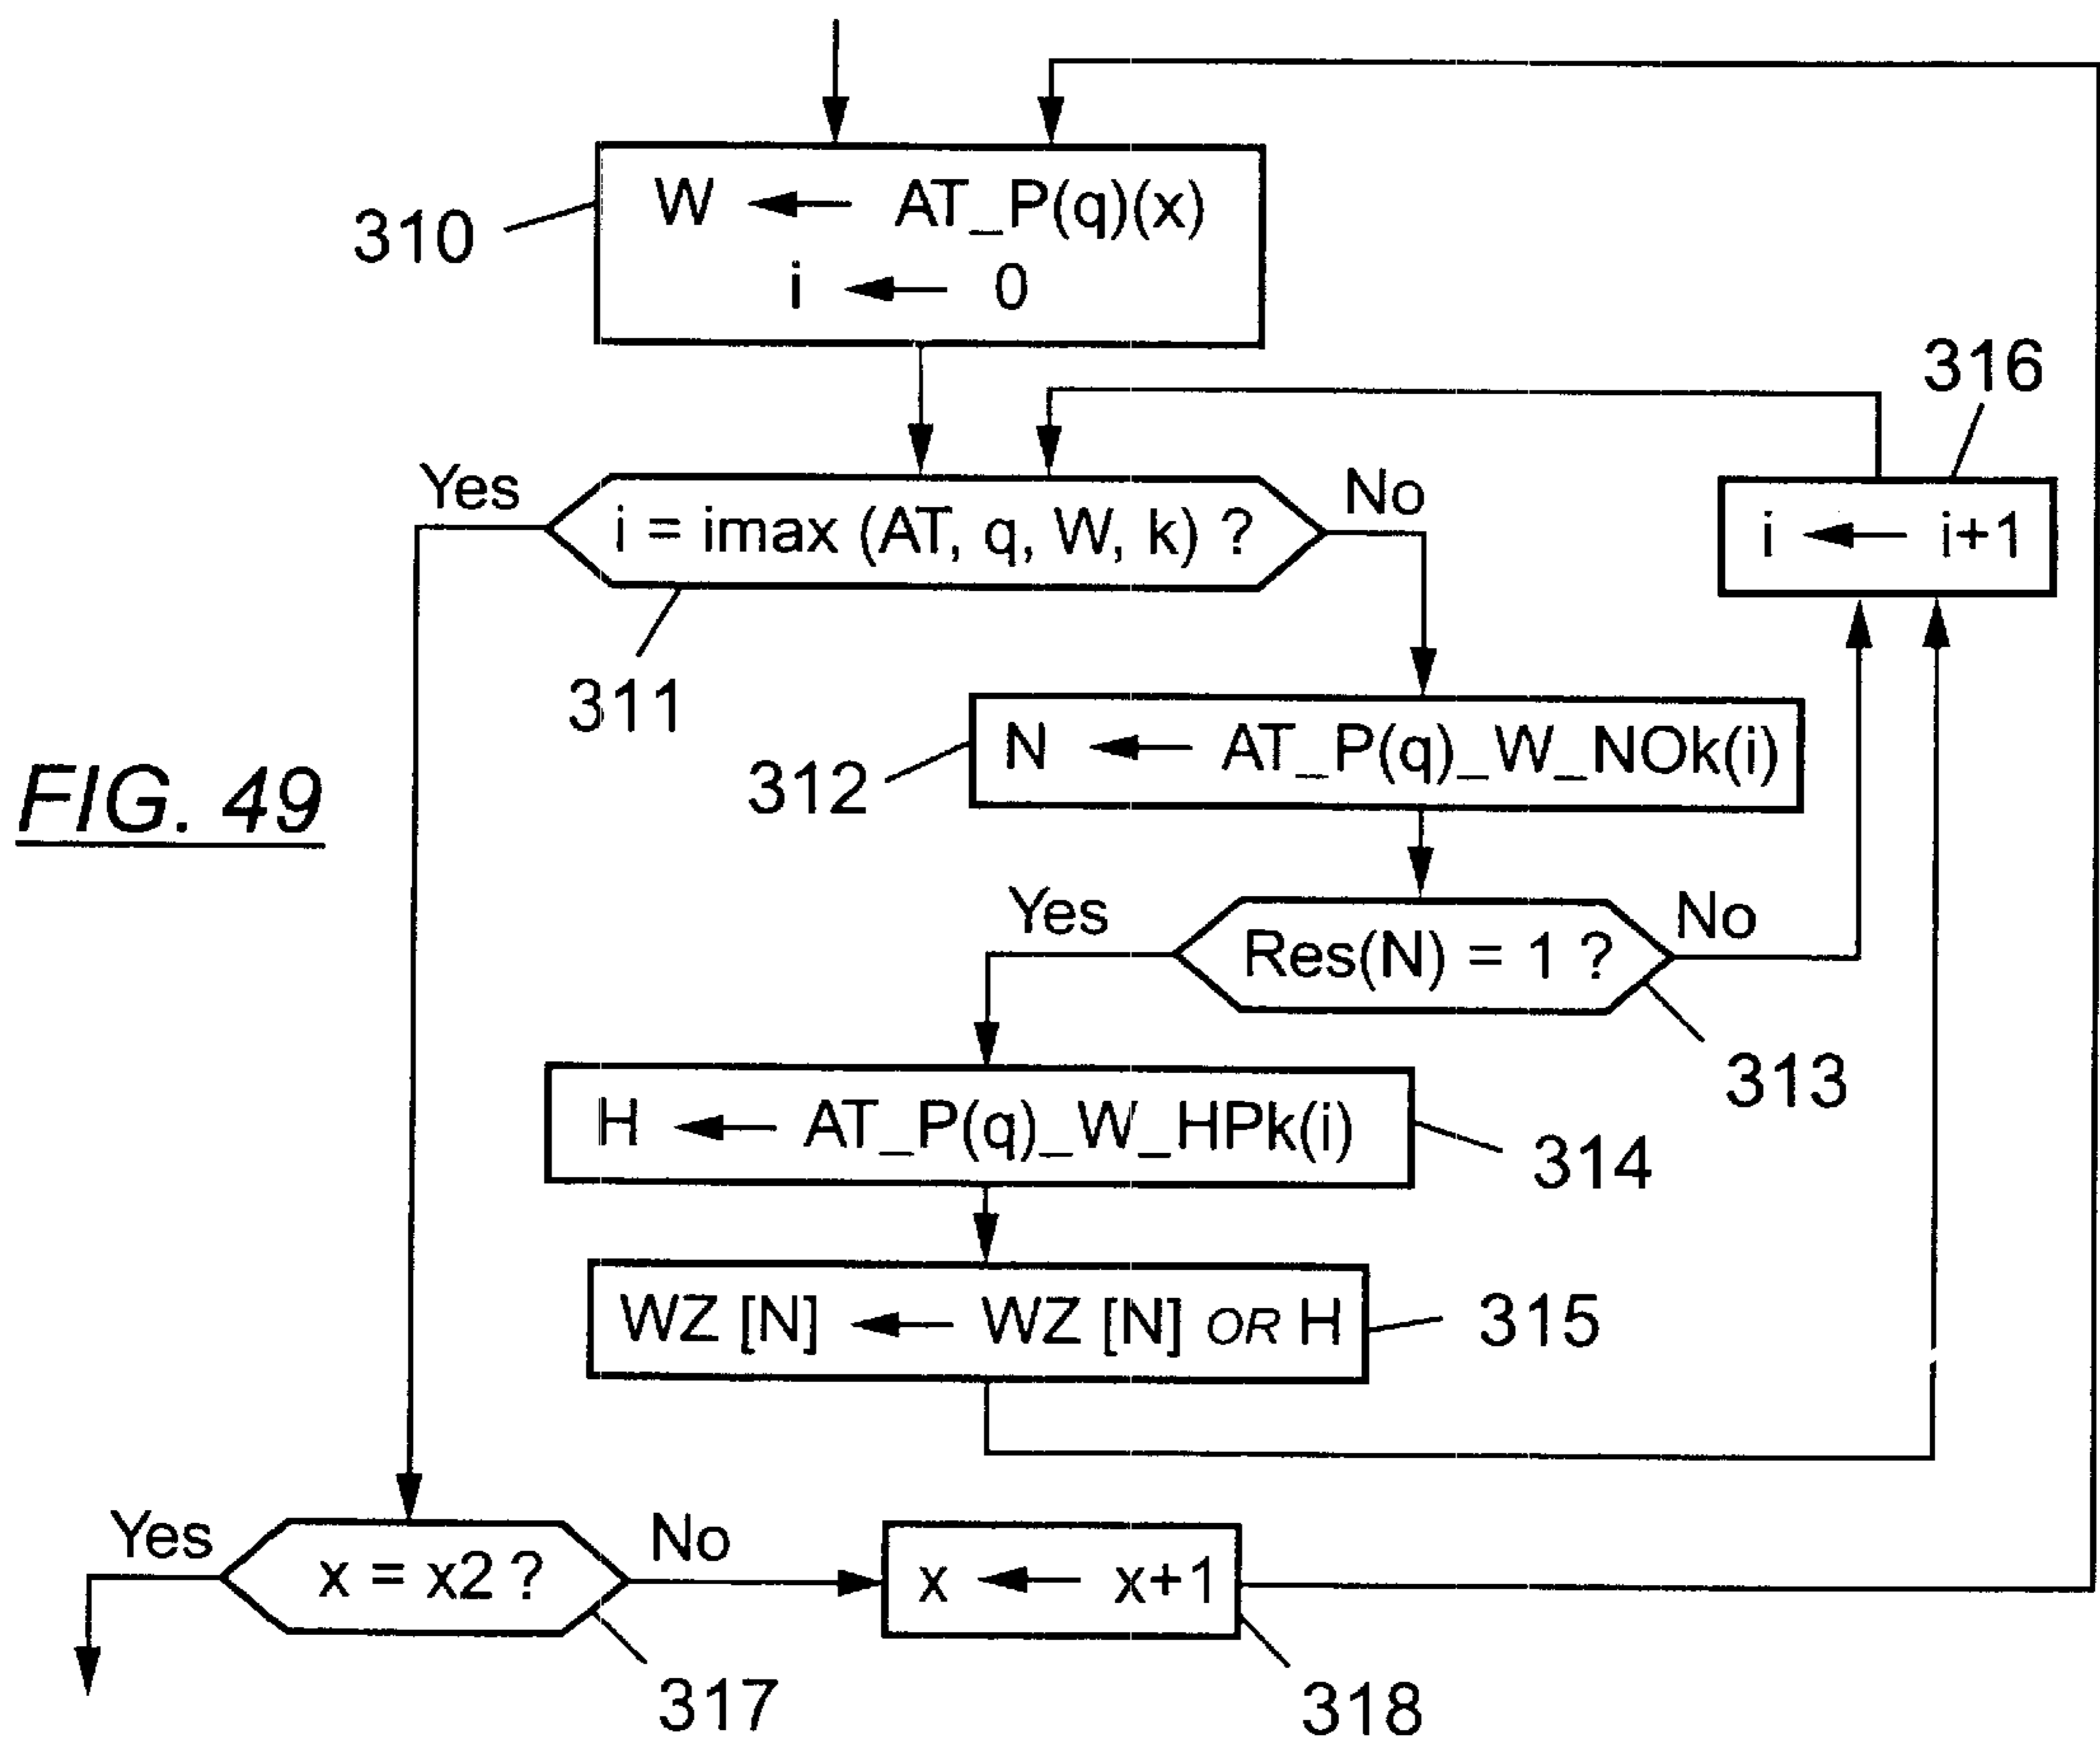 W ← AT_P(q)(x)
i ← 0
310
316
Yes
i = imax (AT, q, W, k) ?
No
i ← i+1
311
N ← AT_P(q)_W_NOk(i)
312
FIG. 49
Yes
Res(N) = 1 ?
No
313
H ← AT_P(q)_W_HPk(i)
314
WZ [N] ← WZ [N] OR H
315
Yes
x = x2 ?
No
x ← x+1
317
318